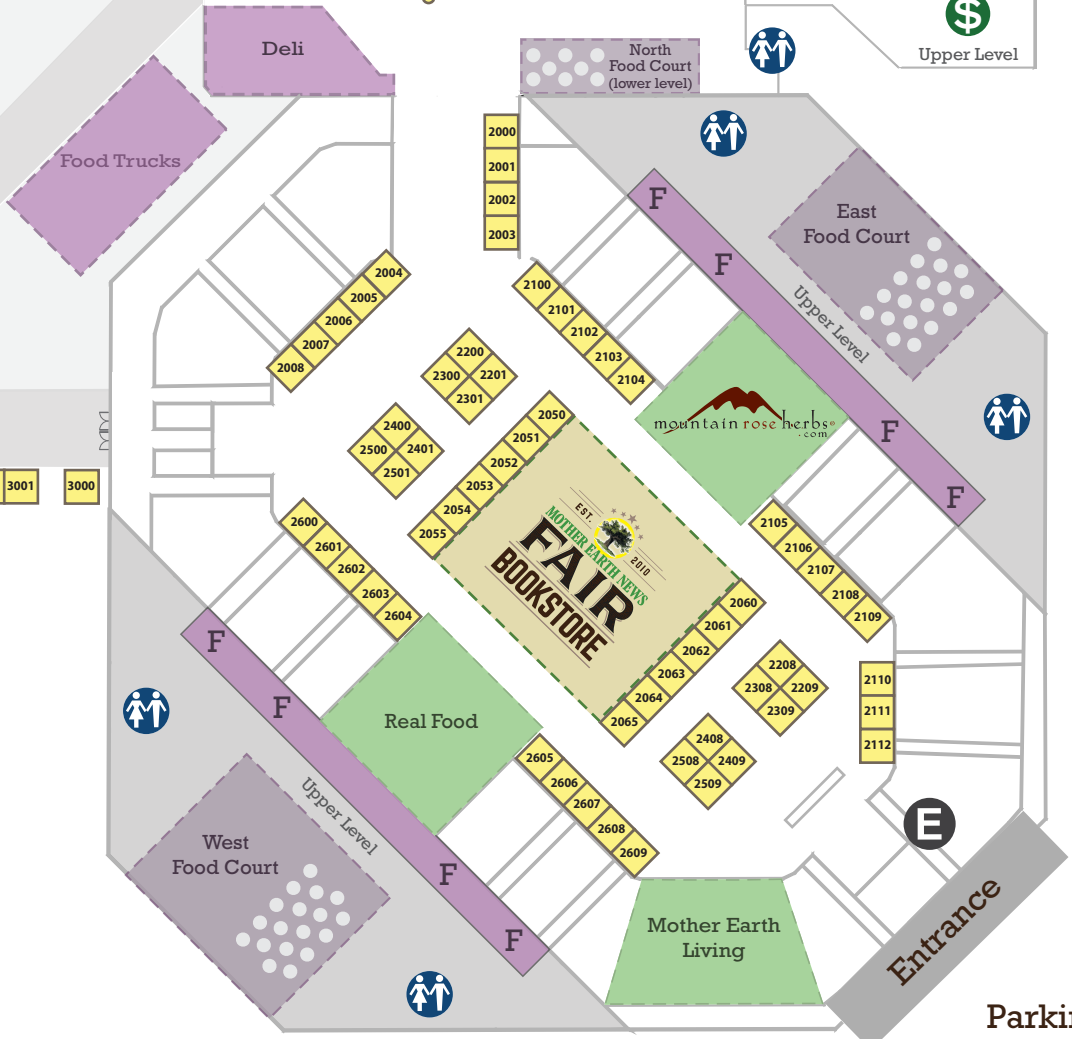 $
Upper Level
Deli
North
Food Court
(lower level)
Food Trucks
2000
2001
2002
2003
F
F
East
Food Court
Upper Level
2004
2005
2006
2007
2008
2100
2101
2102
2103
2104
2200
2300
2201
2301
2400
2500
2401
2501
mountain rose herbs®
.com
F
F
2050
2051
2052
2053
2054
2055
3001
3000
EST.
2010
MOTHER EARTH NEWS
FAIR
BOOKSTORE
2105
2106
2107
2108
2109
2600
2601
2602
2603
2604
2060
2061
2062
2063
2064
2065
F
F
Real Food
2208
2308
2209
2309
2110
2111
2112
2408
2508
2409
2509
2605
2606
2607
2608
2609
Upper Level
West
Food Court
F
F
E
Entrance
Mother Earth
Living